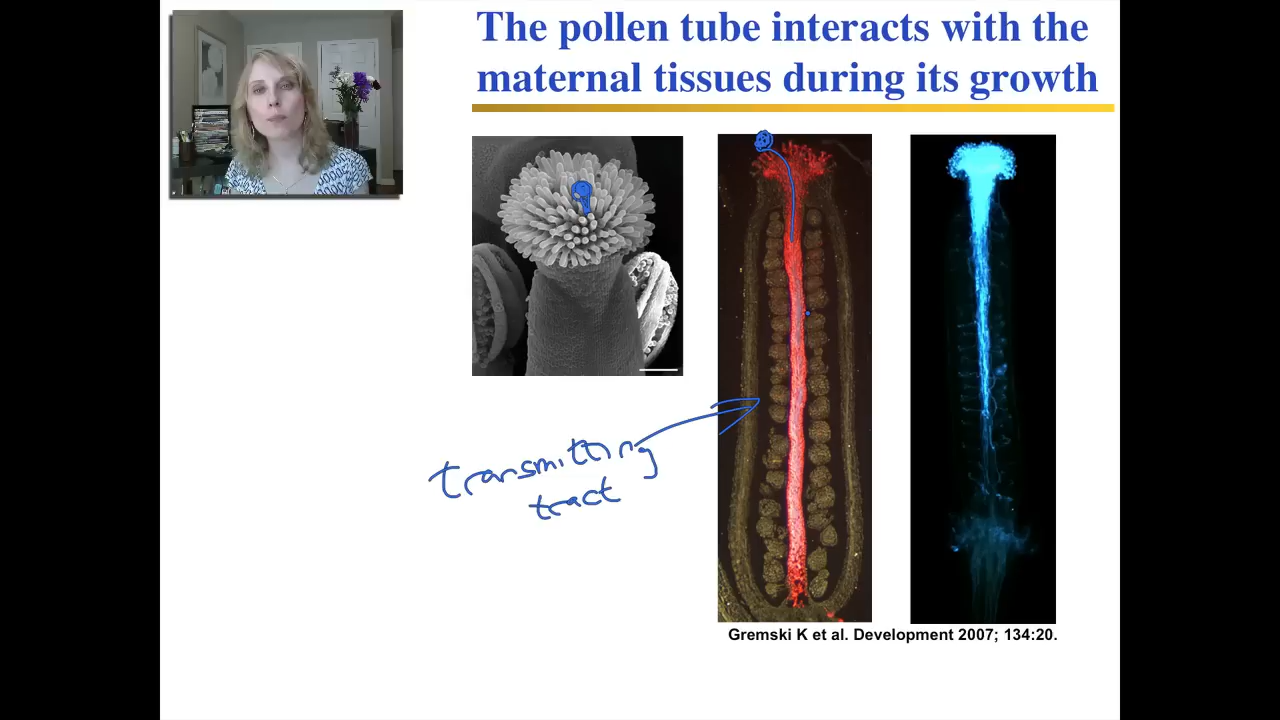 The pollen tube interacts with the
maternal tissues during its growth
transmitting
tract
Gremski K et al. Development 2007; 134:20.